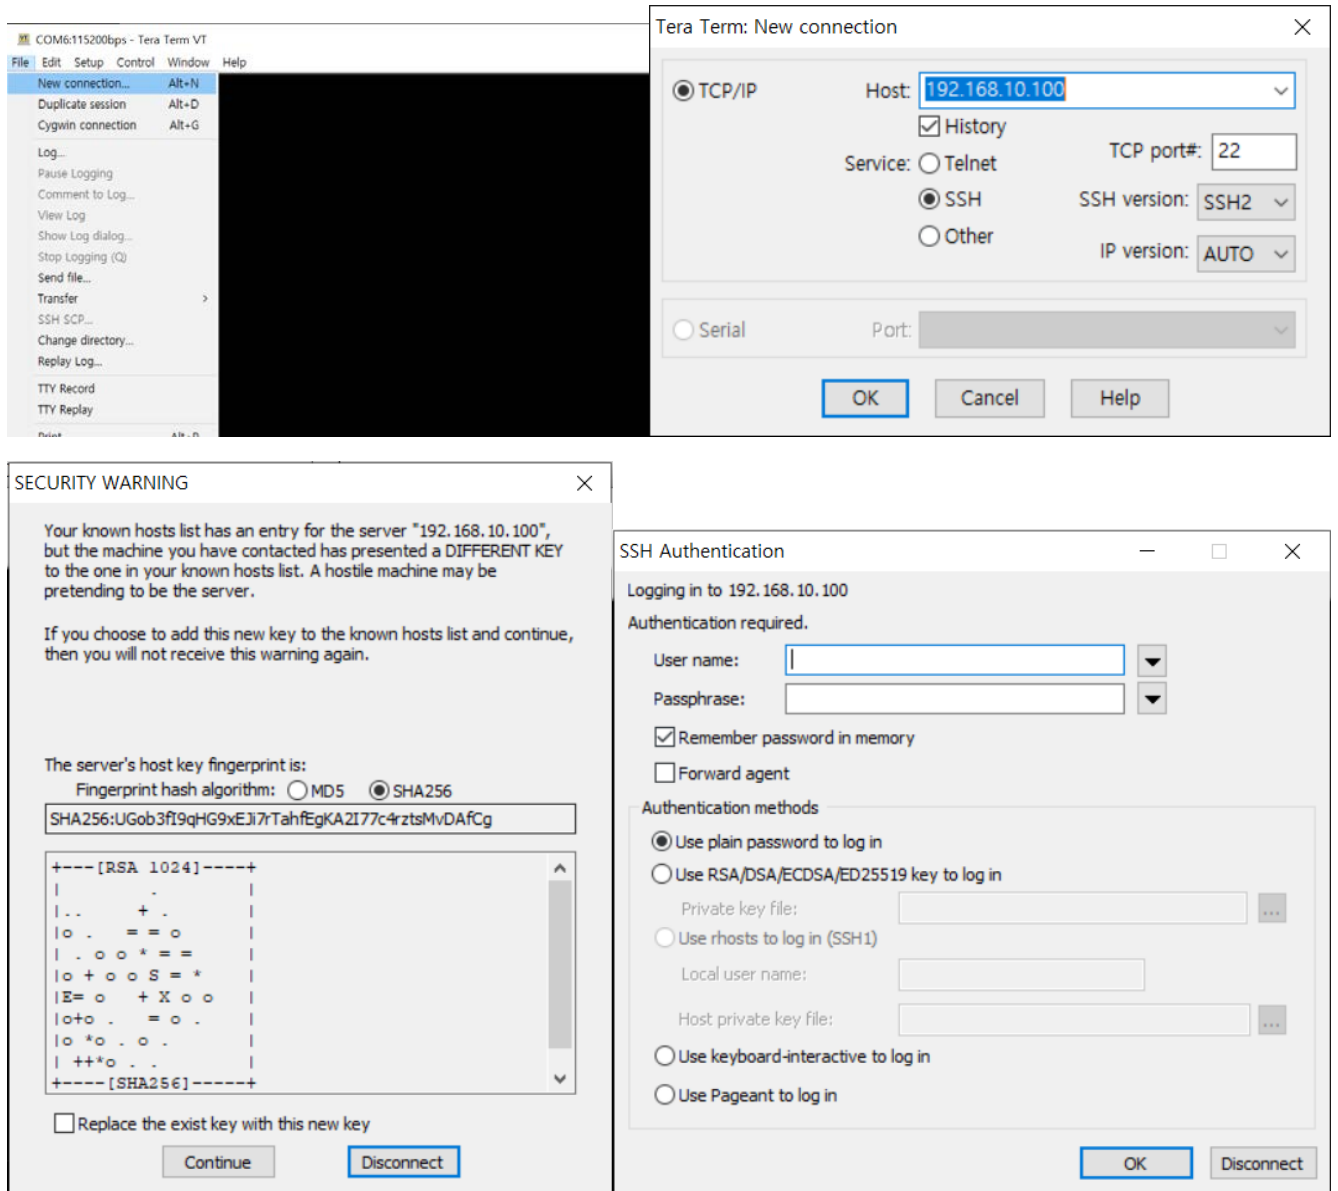 COM6:115200bps - Tera Term VT
File Edit Setup Control Window Help
New connection... Alt+N
Duplicate session Alt+D
Cygwin connection Alt+G
Log...
Pause Logging
Comment to Log...
View Log
Show Log dialog...
Stop Logging (Q)
Send file...
Transfer >
SSH SCP...
Change directory...
Replay Log...
TTY Record
TTY Replay
Print... Alt+P
Tera Term: New connection
TCP/IP Host: 192.168.10.100
History
TCP port#: 22
Service: Telnet
SSH
SSH version: SSH2
Other
IP version: AUTO
Serial Port:
OK Cancel Help
SECURITY WARNING
Your known hosts list has an entry for the server "192.168.10.100",
but the machine you have contacted has presented a DIFFERENT KEY
to the one in your known hosts list. A hostile machine may be
pretending to be the server.
If you choose to add this new key to the known hosts list and continue,
then you will not receive this warning again.
The server's host key fingerprint is:
Fingerprint hash algorithm: MD5 SHA256
SHA256:UGob3fI9qHG9xEJi7rTahfEgKA2I77c4rztsMvDAfCg
+---[RSA 1024]----+
|        .        |
|..     + .       |
|o .   = = o      |
| . o o * = =     |
|o + o o S = *    |
|E= o   + X o o   |
|o+o .   = o .    |
|o *o . o .       |
| ++*o . .        |
+----[SHA256]-----+
Replace the exist key with this new key
Continue Disconnect
SSH Authentication
Logging in to 192.168.10.100
Authentication required.
User name:
Passphrase:
Remember password in memory
Forward agent
Authentication methods
Use plain password to log in
Use RSA/DSA/ECDSA/ED25519 key to log in
Private key file: ...
Use rhosts to log in (SSH1)
Local user name:
Host private key file: ...
Use keyboard-interactive to log in
Use Pageant to log in
OK Disconnect